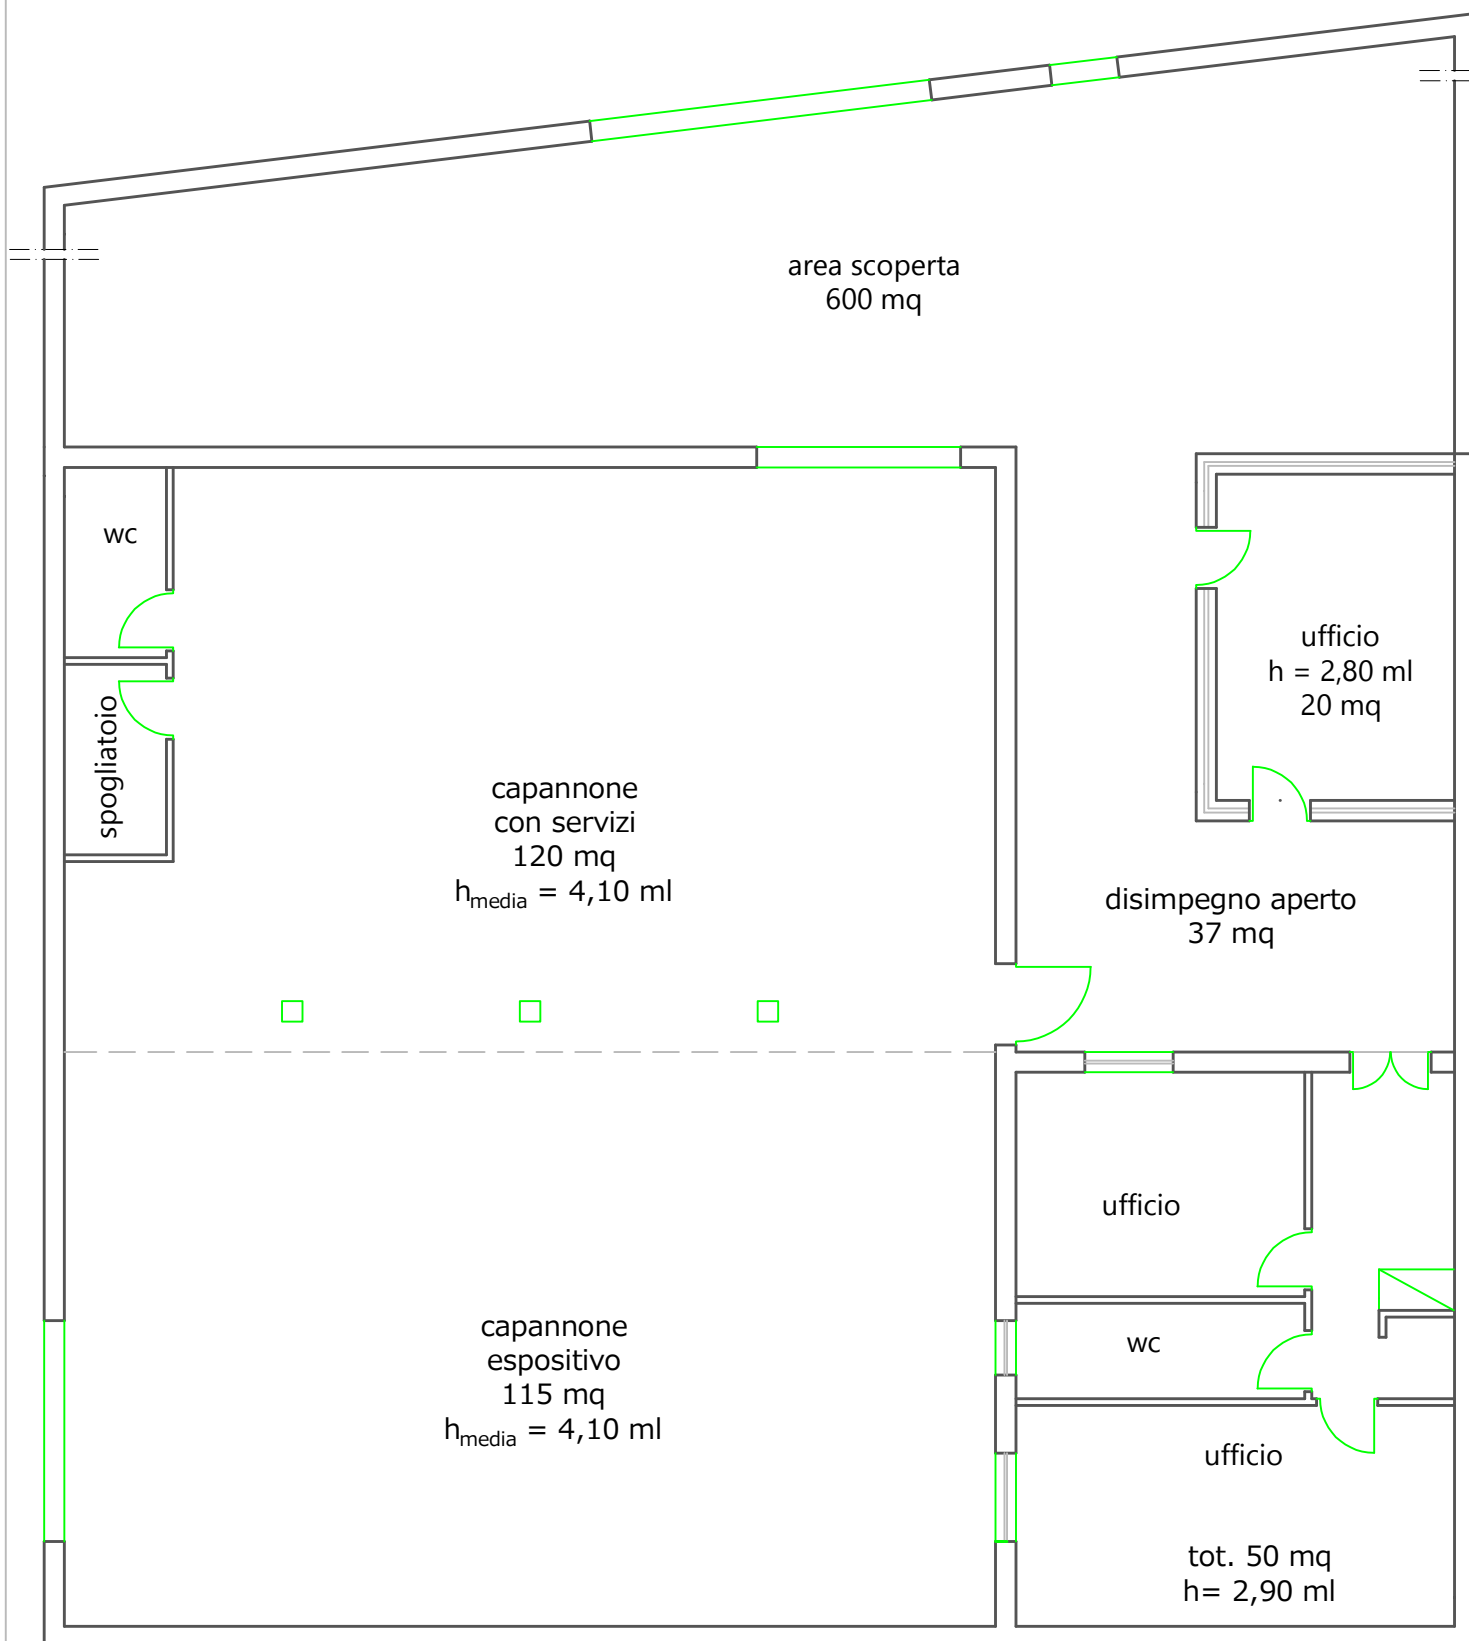 area scoperta
600 mq
wc
spogliatoio
capannone
con servizi
120 mq
hmedia = 4,10 ml
ufficio
h = 2,80 ml
20 mq
disimpegno aperto
37 mq
ufficio
wc
capannone
espositivo
115 mq
hmedia = 4,10 ml
ufficio
tot. 50 mq
h= 2,90 ml